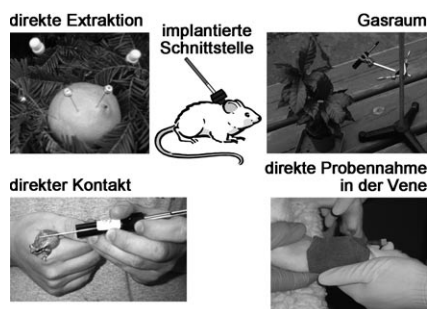 direkte Extraktion
implantierte
Schnittstelle
Gasraum
direkter Kontakt
direkte Probennahme
in der Vene